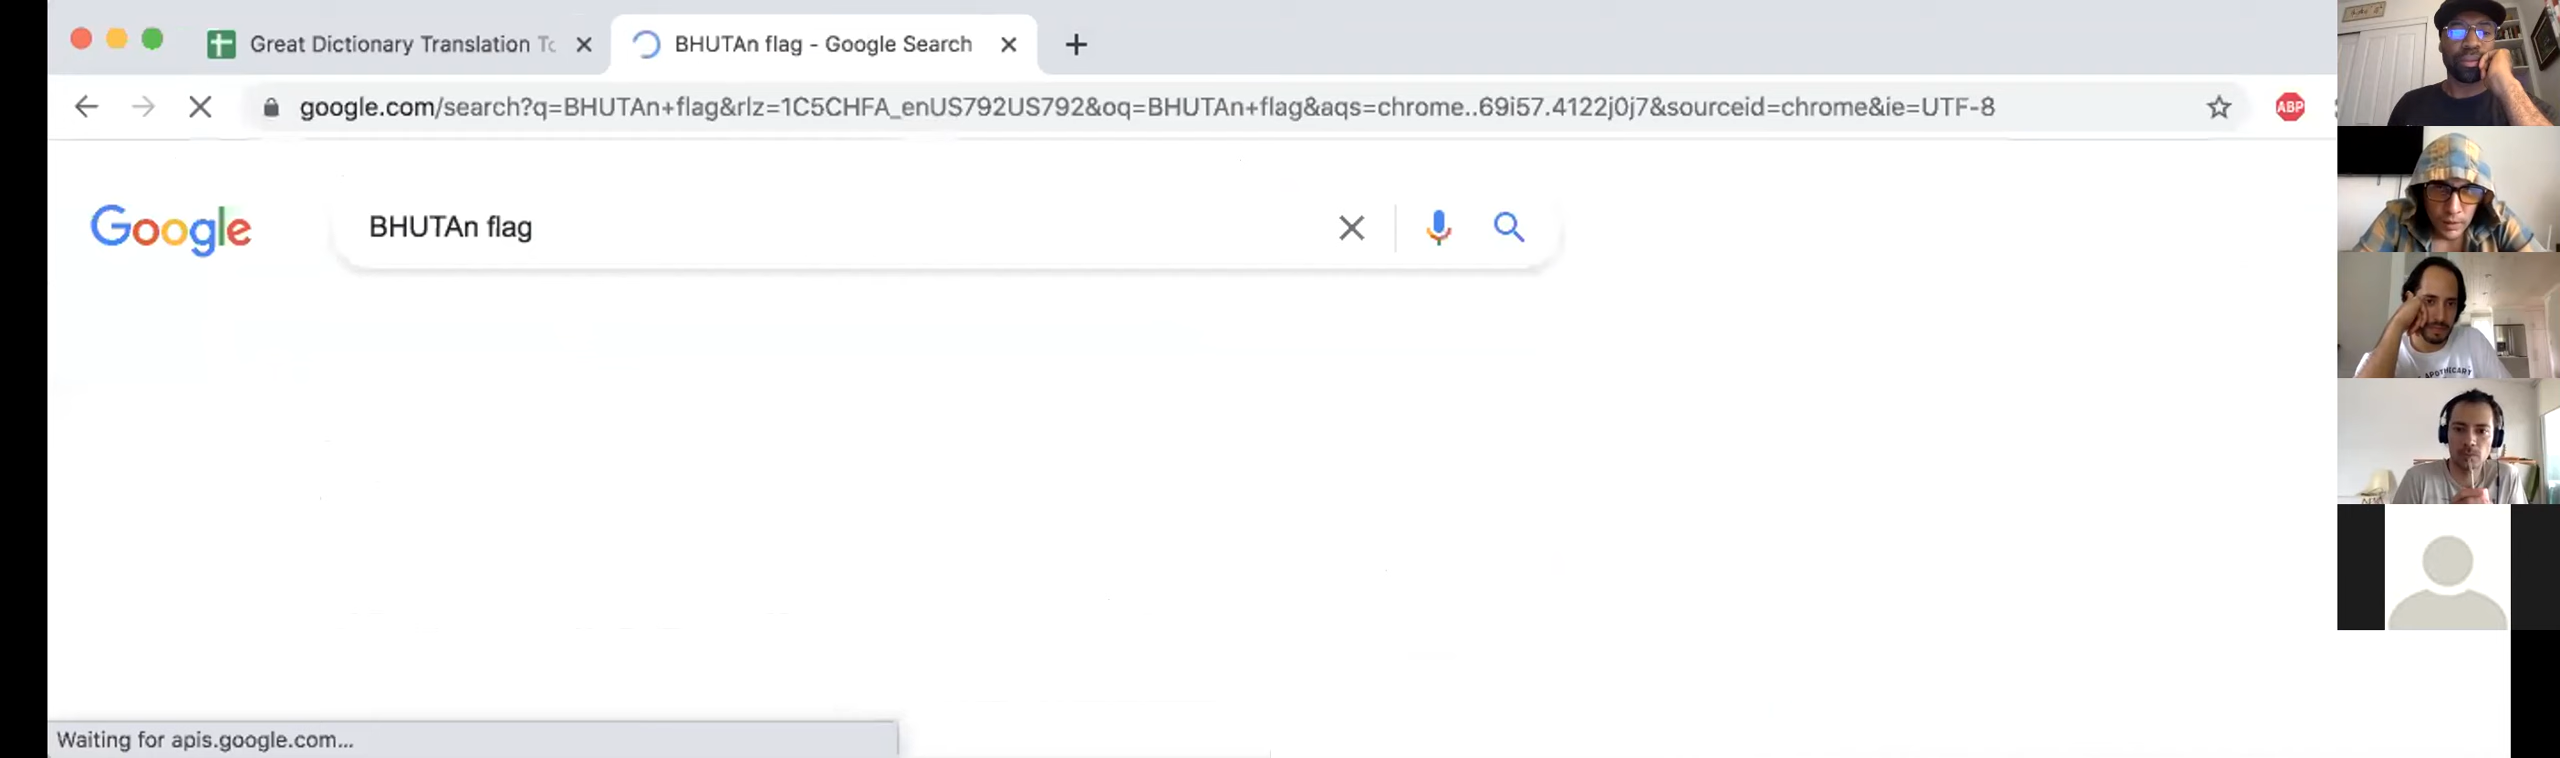 Great Dictionary Translation Tc
BHUTAn flag - Google Search
google.com/search?q=BHUTAn+flag&rlz=1C5CHFA_enUS792US792&oq=BHUTAn+flag&aqs=chrome..69i57.4122j0j7&sourceid=chrome&ie=UTF-8
ABP
Google
BHUTAn flag
APOTHECARY
Waiting for apis.google.com...